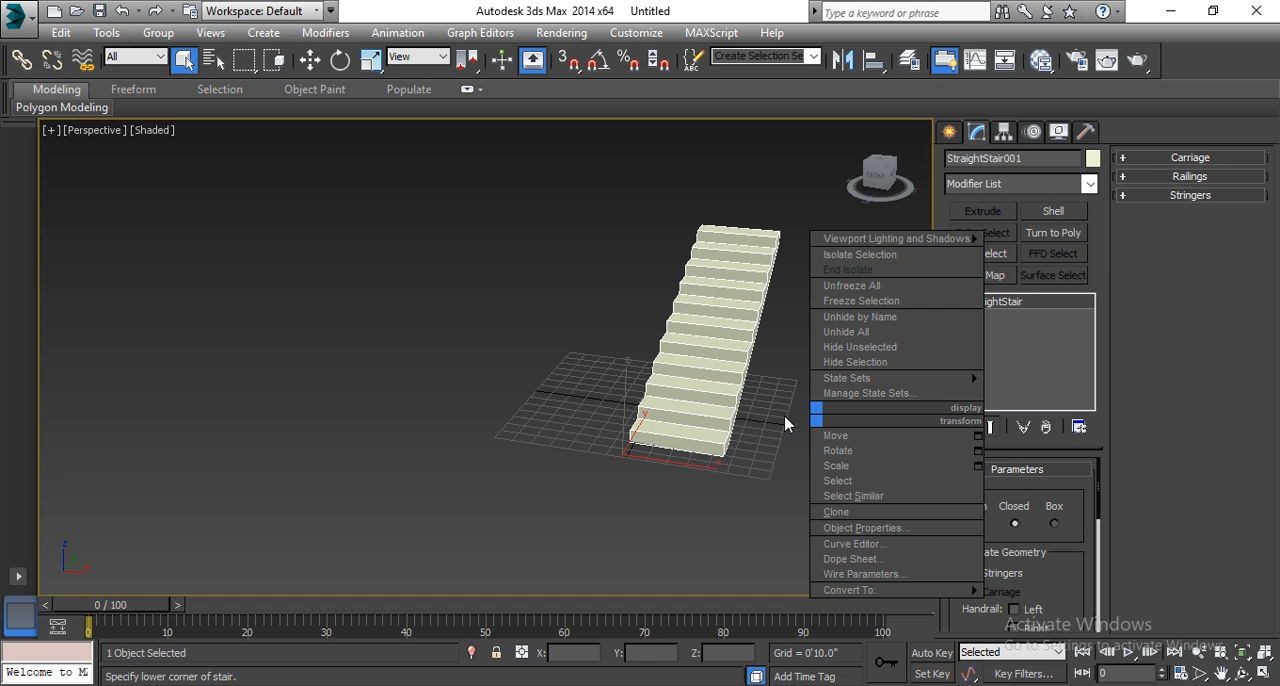 Workspace: Default
Autodesk 3ds Max 2014 x64 Untitled
Type a keyword or phrase
Edit Tools Group Views Create Modifiers Animation Graph Editors Rendering Customize MAXScript Help
All
View
Create Selection Se
Modeling Freeform Selection Object Paint Populate
Polygon Modeling
[+] [Perspective] [Shaded]
FRONT
StraightStair001
Modifier List
Extrude Shell
Select Turn to Poly
elect FFD Select
Map Surface Select
ightStair
+ Carriage
+ Railings
+ Stringers
Viewport Lighting and Shadows
Isolate Selection
End Isolate
Unfreeze All
Freeze Selection
Unhide by Name
Unhide All
Hide Unselected
Hide Selection
State Sets
Manage State Sets...
display
transform
Move
Rotate
Scale
Select
Select Similar
Clone
Object Properties...
Curve Editor...
Dope Sheet...
Wire Parameters...
Convert To:
Parameters
n Closed Box
ate Geometry
Stringers
Carriage
Handrail: Left
Right
Activate Windows
Go to Settings to activate Windows.
z
x
y
x
< 0 / 100 >
0 10 20 30 40 50 60 70 80 90 100
1 Object Selected
X: Y: Z:
Grid = 0'10.0"
Auto Key Selected
Welcome to M
Specify lower corner of stair.
Add Time Tag
Set Key Key Filters... 0